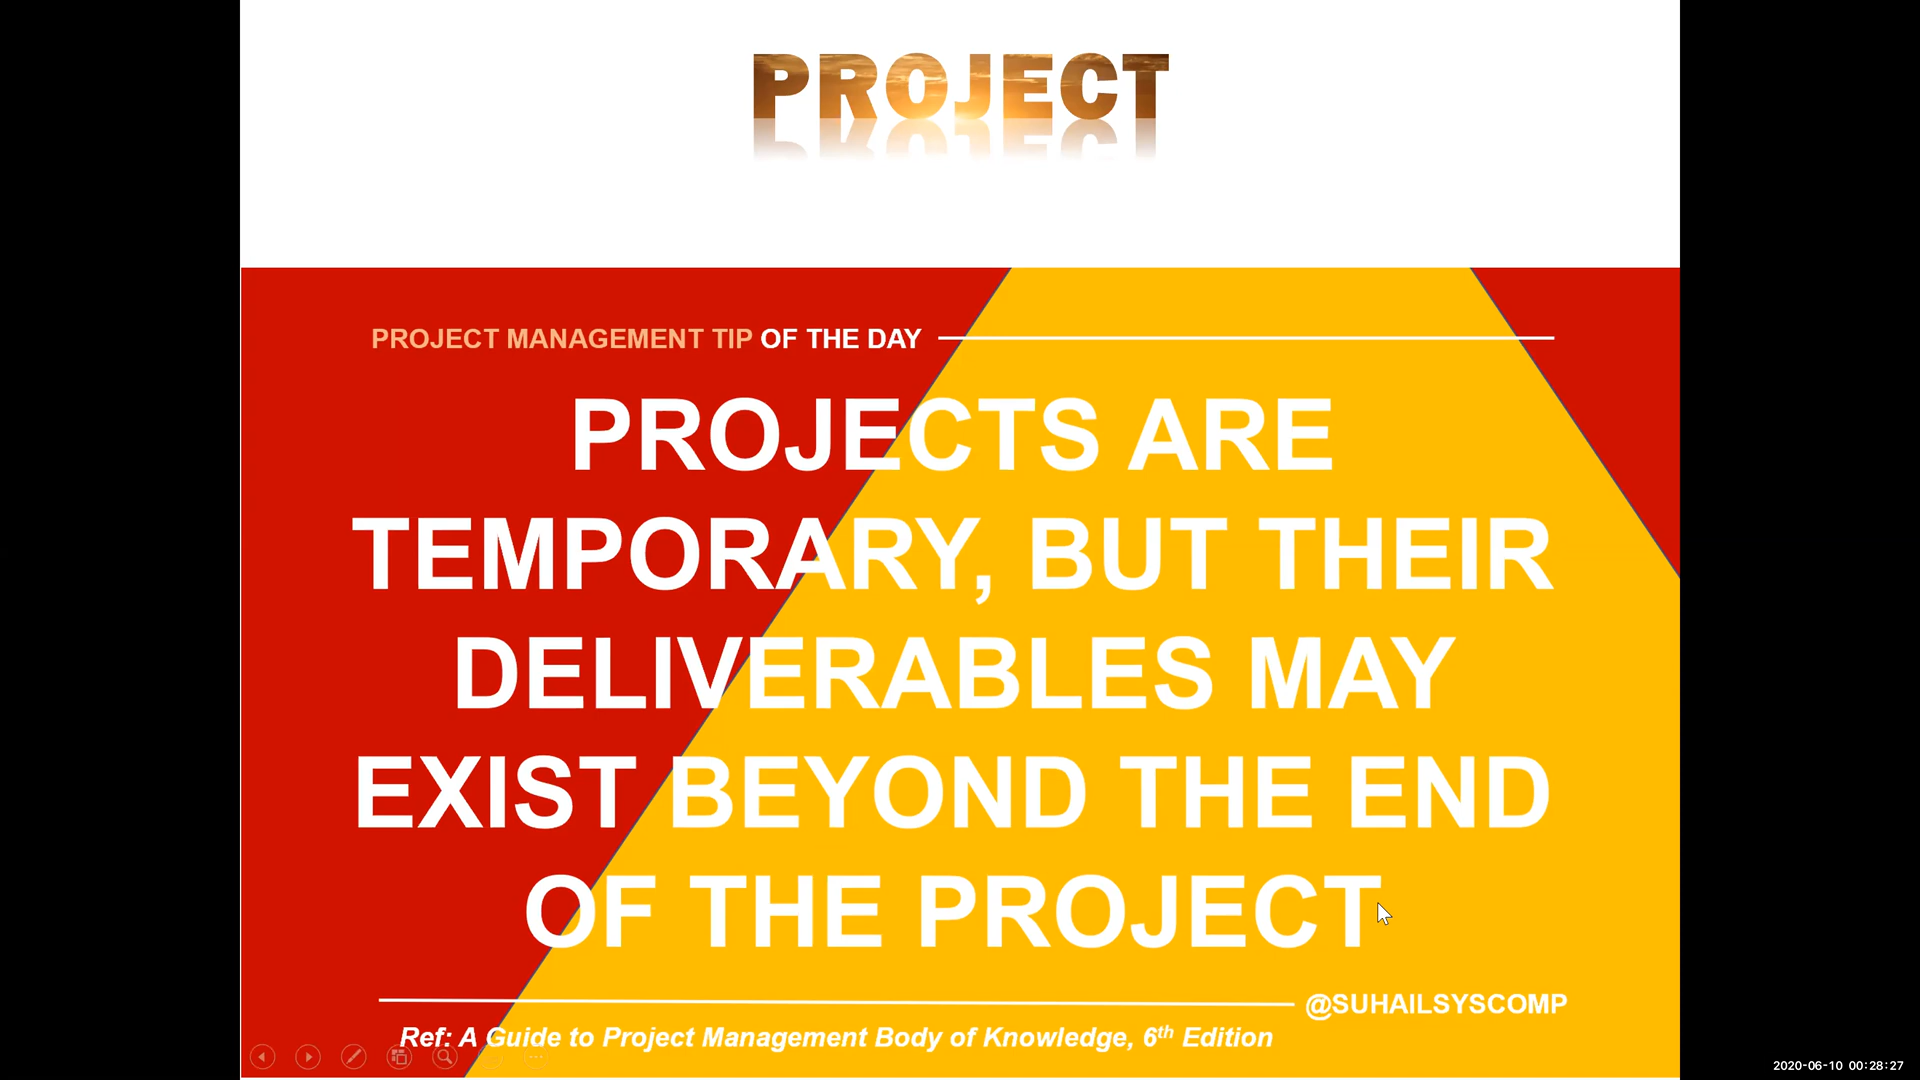 PROJECT
PROJECT MANAGEMENT TIP OF THE DAY
PROJECTS ARE
TEMPORARY, BUT THEIR
DELIVERABLES MAY
EXIST BEYOND THE END
OF THE PROJECT
@SUHAILSYSCOMP
Ref: A Guide to Project Management Body of Knowledge, 6th Edition
2020-06-10 00:28:27